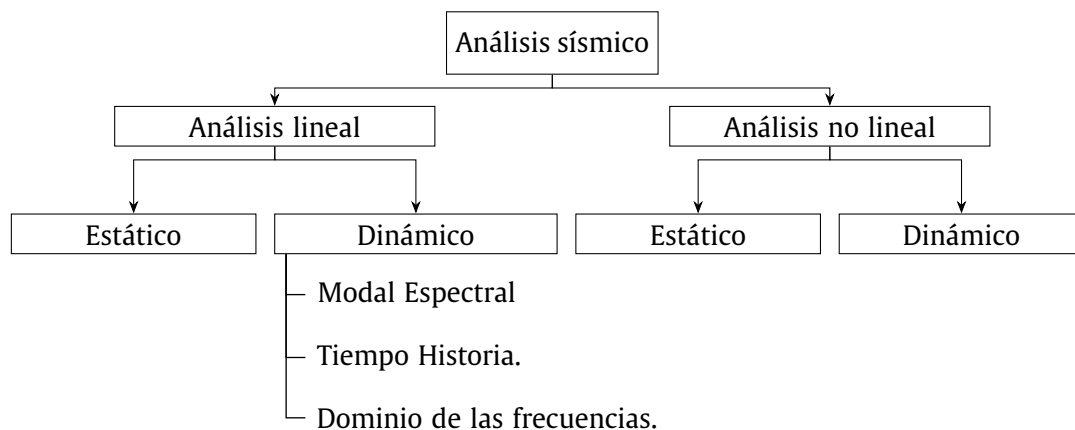 Análisis sísmico
Análisis lineal
Análisis no lineal
Estático
Dinámico
Estático
Dinámico
Modal Espectral
Tiempo Historia.
Dominio de las frecuencias.